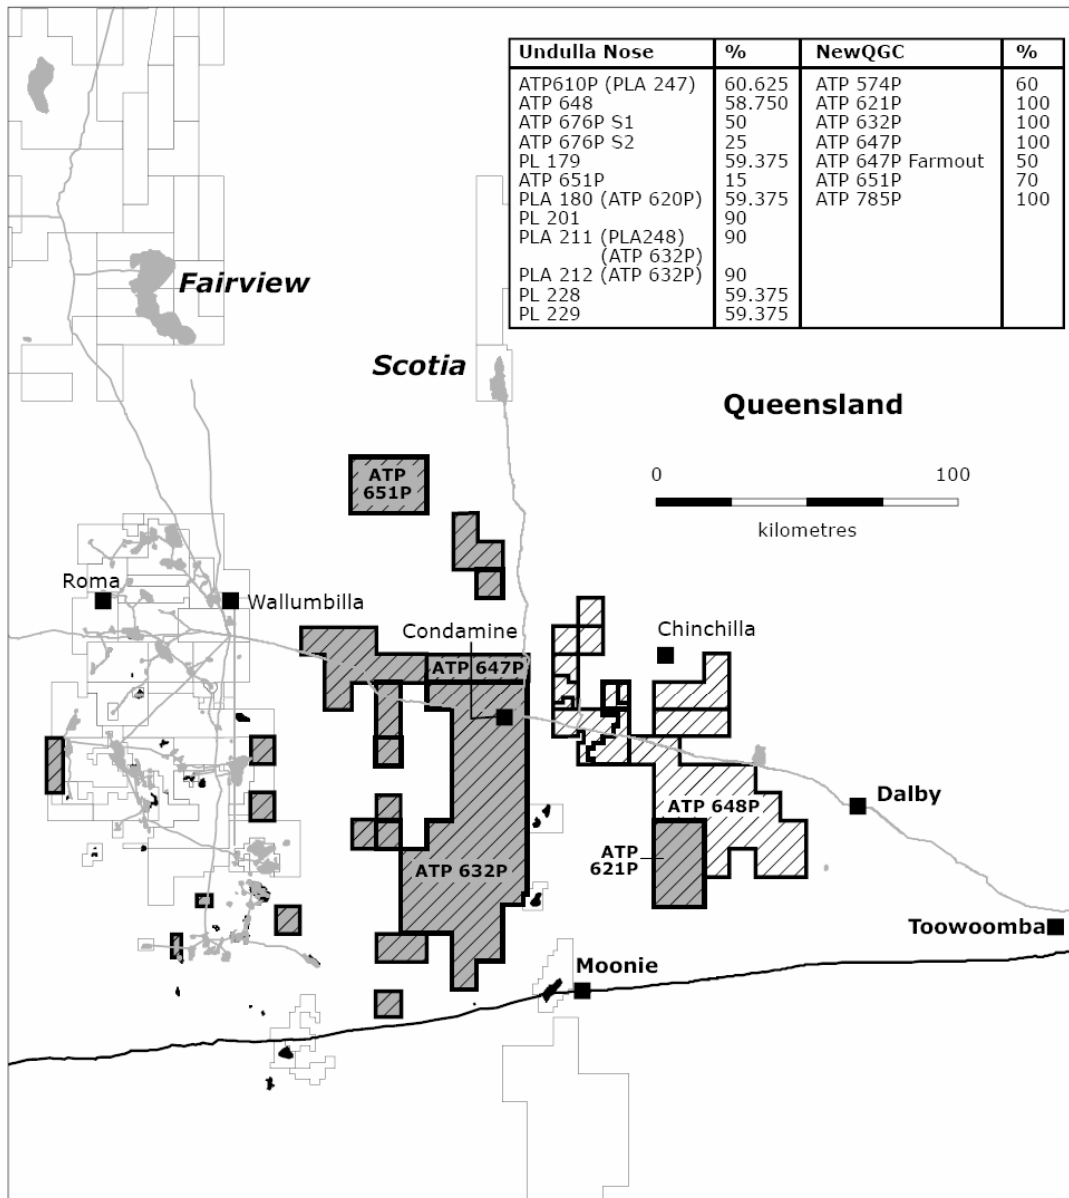 Undulla Nose % NewQGC %
ATP610P (PLA 247) 60.625 ATP 574P 60
ATP 648 58.750 ATP 621P 100
ATP 676P S1 50 ATP 632P 100
ATP 676P S2 25 ATP 647P 100
PL 179 59.375 ATP 647P Farmout 50
ATP 651P 15 ATP 651P 70
PLA 180 (ATP 620P) 59.375 ATP 785P 100
PL 201 90
PLA 211 (PLA248) 90
(ATP 632P)
PLA 212 (ATP 632P) 90
PL 228 59.375
PL 229 59.375
Fairview
Scotia
Queensland
0 100
kilometres
ATP
651P
Roma
Wallumbilla
Condamine
Chinchilla
ATP 647P
Dalby
ATP 648P
ATP
621P
ATP 632P
Toowoomba
Moonie